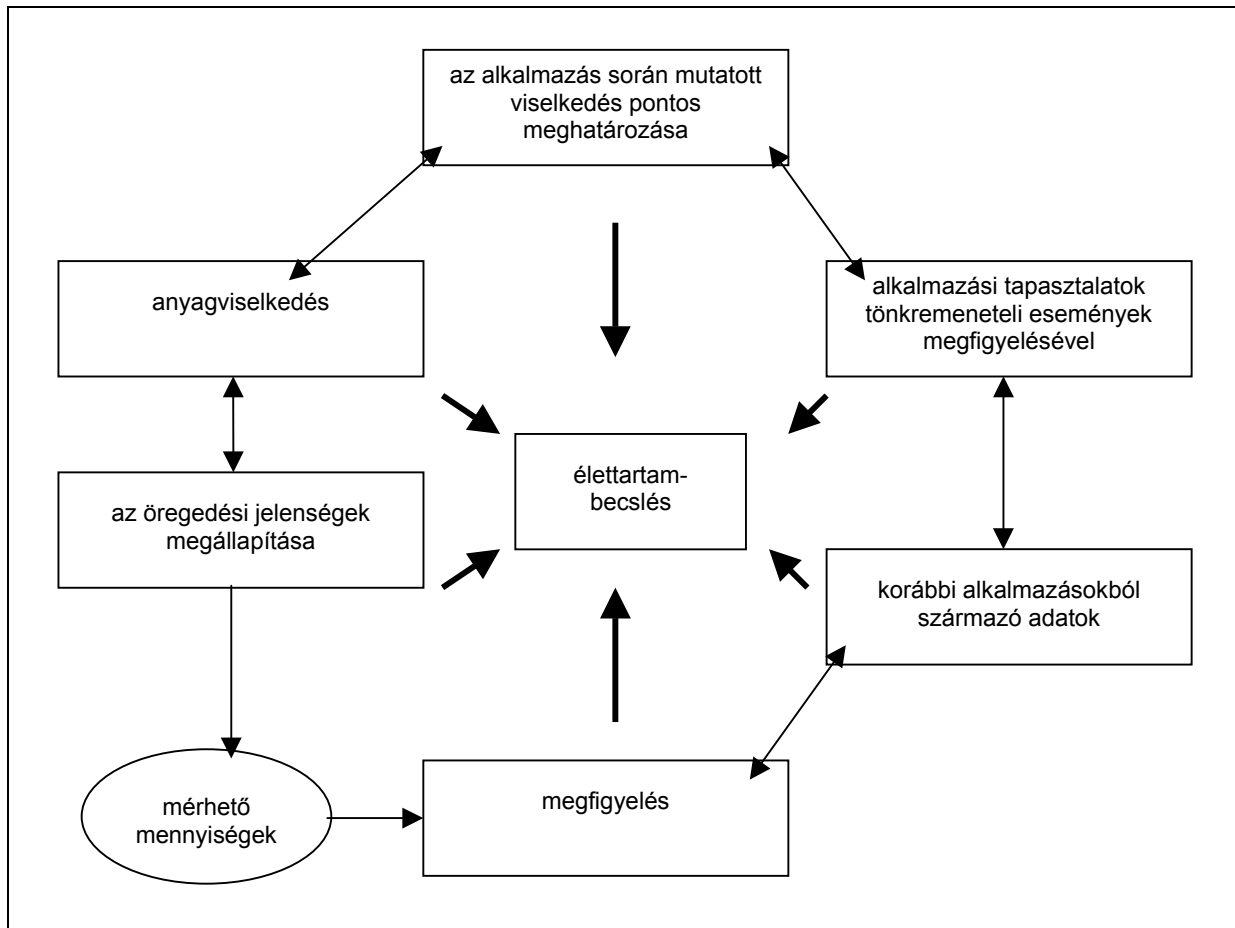 az alkalmazás során mutatott
viselkedés pontos
meghatározása
anyagviselkedés
alkalmazási tapasztalatok
tönkremeneteli események
megfigyelésével
élettartam-
becslés
az öregedési jelenségek
megállapítása
korábbi alkalmazásokból
származó adatok
mérhető
mennyiségek
megfigyelés